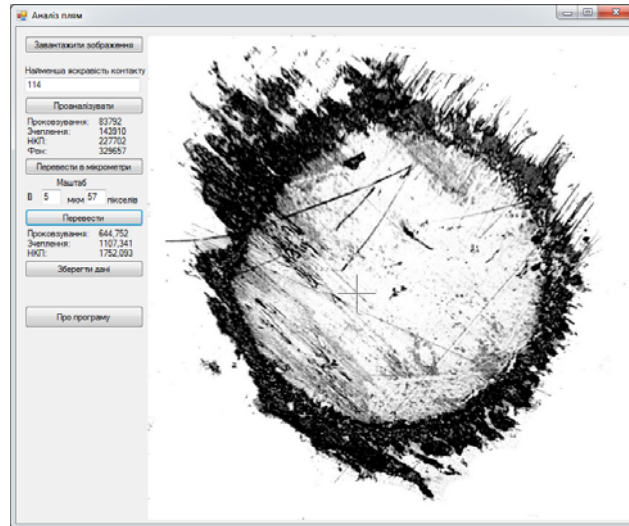 Аналіз плям
Завантажити зображення
Найменша яскравість контакту
114
Проаналізувати
Проковзування: 83792
Зчеплення: 143910
НКП: 227702
Фон: 329657
Перевести в мікрометри
Маштаб
В 5 мкм 57 пікселів
Перевести
Проковзування: 644,752
Зчеплення: 1107,341
НКП: 1752,093
Зберегти дані
Про програму